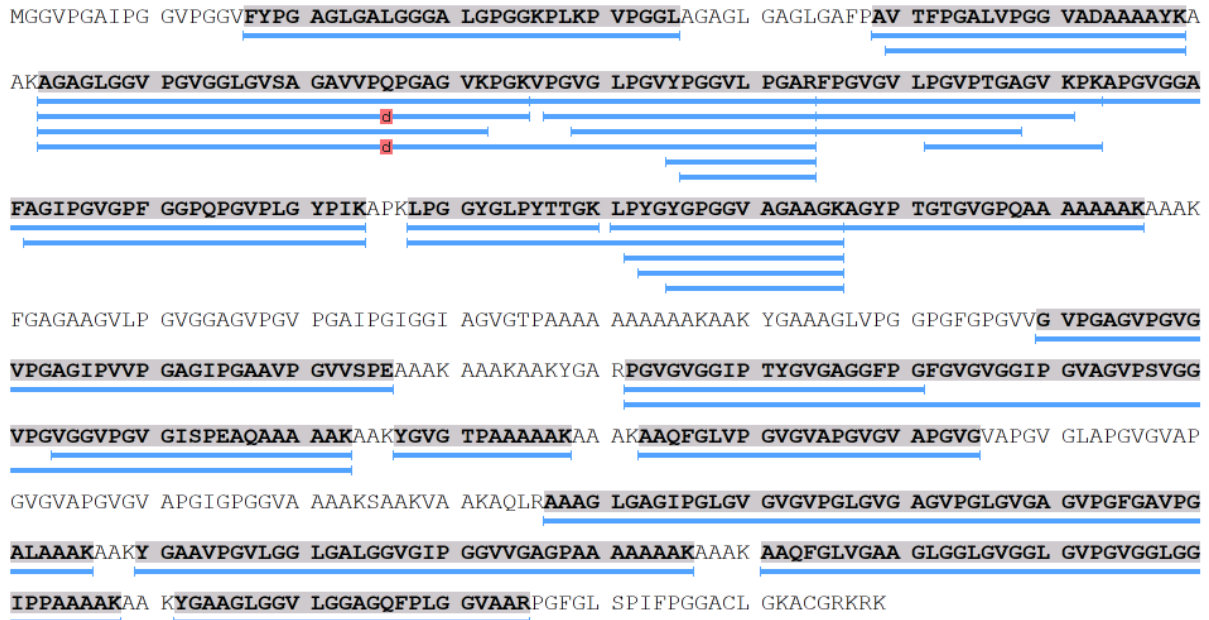 MGGVPGAIPG GVPGGVFYPG AGLGALGGGA LGPGGKPLKP VPGGLAGAGL GAGLGAFPAV TFPGALVPGG VADAAAAYKA
AKAGAGLGGV PGVGGLGVSA GAVVPQPGAG VKPGKVPGVG LPGVYPGGVL PGARFPGVGV LPGVPTGAGV KPKAPGVGGA
d
d
FAGIPGVGPF GGPQPGVPLG YPIKAPKLPG GYGLPYTTGK LPYGYGPGGV AGAAGKAGYP TGTGVGPQAA AAAAAKAAAK
FGAGAAGVLP GVGGAGVPGV PGAIPGIGGI AGVGTPAAAA AAAAAAKAAK YGAAAGLVPG GPGFGPGVVG VPGAGVPGVG
VPGAGIPVVP GAGIPGAAVP GVVSPEAAAK AAAKAAKYGA RPGVGVGGIP TYGVGAGGFP GFGVGVGGIP GVAGVPSVGG
VPGVGGVPGV GISPEAQAAA AAKAAKYGVG TPAAAAAKAA AKAAQFGLVP GVGVAPGVGV APGVGVAPGV GLAPGVGVAP
GVGVAPGVGV APGIGPGGVA AAAKSAAKVA AKAQLRAAAG LGAGIPGLGV GVGVPGLGVG AGVPGLGVGA GVPGFGAVPG
ALAAAKAAKY GAAVPGVLGG LGALGGVGIP GGVVGAGPAA AAAAAKAAAK AAQFGLVGAA GLGGLGVGGL GVPGVGGLGG
IPPAAAAKAA KYGAAGLGGV LGGAGQFPLG GVAARPGFGL SPIFPGGACL GKACGRKRK